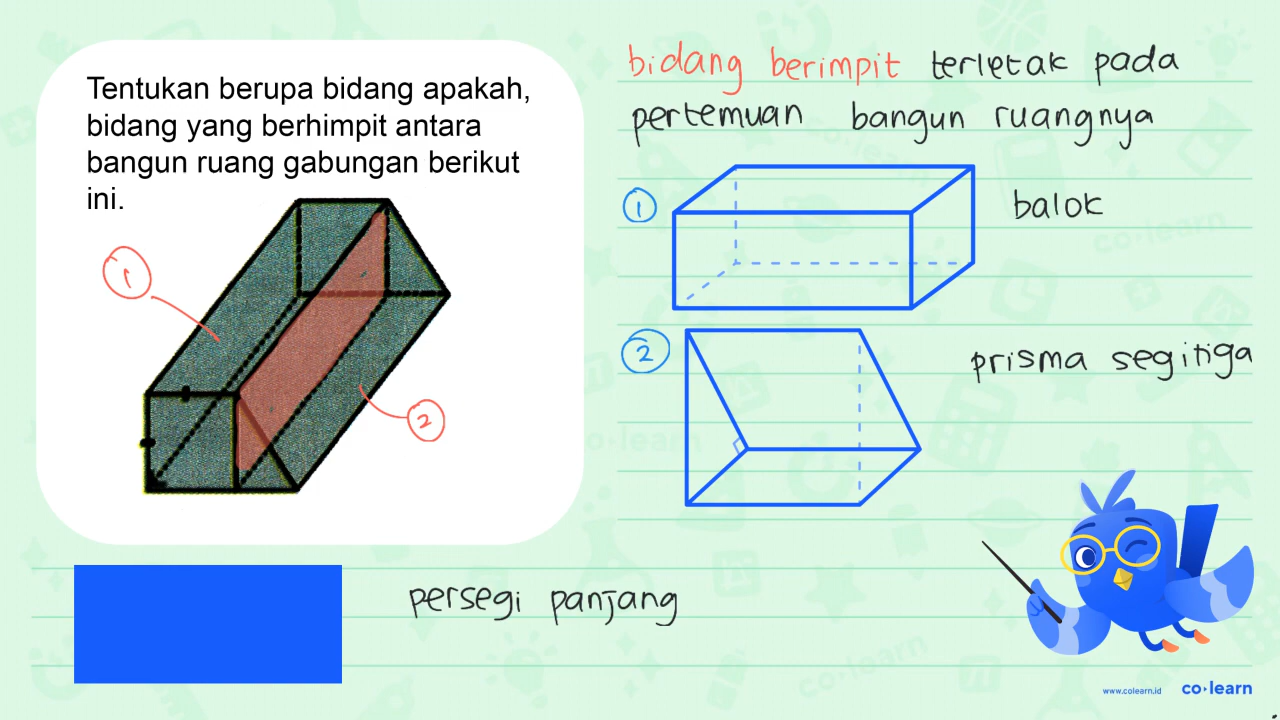 Tentukan berupa bidang apakah,
bidang yang berhimpit antara
bangun ruang gabungan berikut
ini.
1
2
bidang berimpit terletak pada
pertemuan bangun ruangnya
1
balok
2
prisma segitiga
persegi panjang
www.colearn.id
co·learn